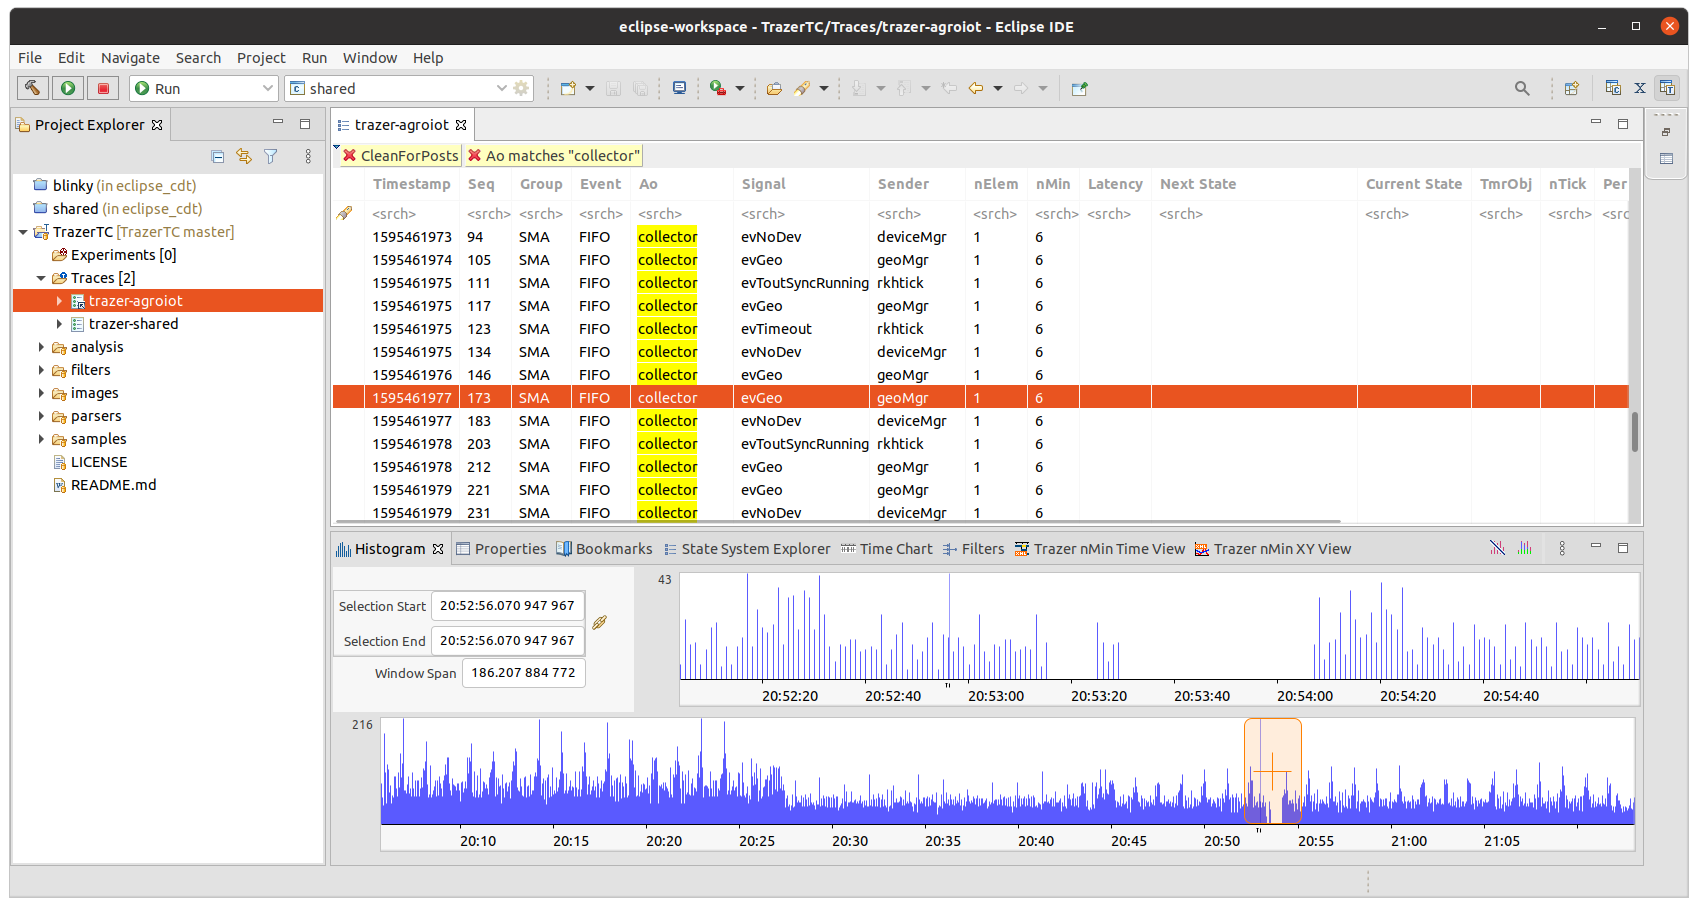 eclipse-workspace - TrazerTC/Traces/trazer-agroiot - Eclipse IDE
File Edit Navigate Search Project Run Window Help
Run shared
Project Explorer
blinky (in eclipse_cdt)
shared (in eclipse_cdt)
TrazerTC [TrazerTC master]
Experiments [0]
Traces [2]
trazer-agroiot
trazer-shared
analysis
filters
images
parsers
samples
LICENSE
README.md
trazer-agroiot
CleanForPosts Ao matches "collector"
Timestamp Seq Group Event Ao Signal Sender nElem nMin Latency Next State Current State TmrObj nTick Per
<srch> <srch> <srch> <srch> <srch> <srch> <srch> <srch> <srch> <srch> <srch> <srch> <srch> <srch> <src
1595461973 94 SMA FIFO collector evNoDev deviceMgr 1 6
1595461974 105 SMA FIFO collector evGeo geoMgr 1 6
1595461975 111 SMA FIFO collector evToutSyncRunning rkhtick 1 6
1595461975 117 SMA FIFO collector evGeo geoMgr 1 6
1595461975 123 SMA FIFO collector evTimeout rkhtick 1 6
1595461975 134 SMA FIFO collector evNoDev deviceMgr 1 6
1595461976 146 SMA FIFO collector evGeo geoMgr 1 6
1595461977 173 SMA FIFO collector evGeo geoMgr 1 6
1595461977 183 SMA FIFO collector evNoDev deviceMgr 1 6
1595461978 203 SMA FIFO collector evToutSyncRunning rkhtick 1 6
1595461978 212 SMA FIFO collector evGeo geoMgr 1 6
1595461979 221 SMA FIFO collector evGeo geoMgr 1 6
1595461979 231 SMA FIFO collector evNoDev deviceMgr 1 6
Histogram Properties Bookmarks State System Explorer Time Chart Filters Trazer nMin Time View Trazer nMin XY View
Selection Start 20:52:56.070 947 967
Selection End 20:52:56.070 947 967
Window Span 186.207 884 772
43
20:52:20 20:52:40 20:53:00 20:53:20 20:53:40 20:54:00 20:54:20 20:54:40
216
20:10 20:15 20:20 20:25 20:30 20:35 20:40 20:45 20:50 20:55 21:00 21:05